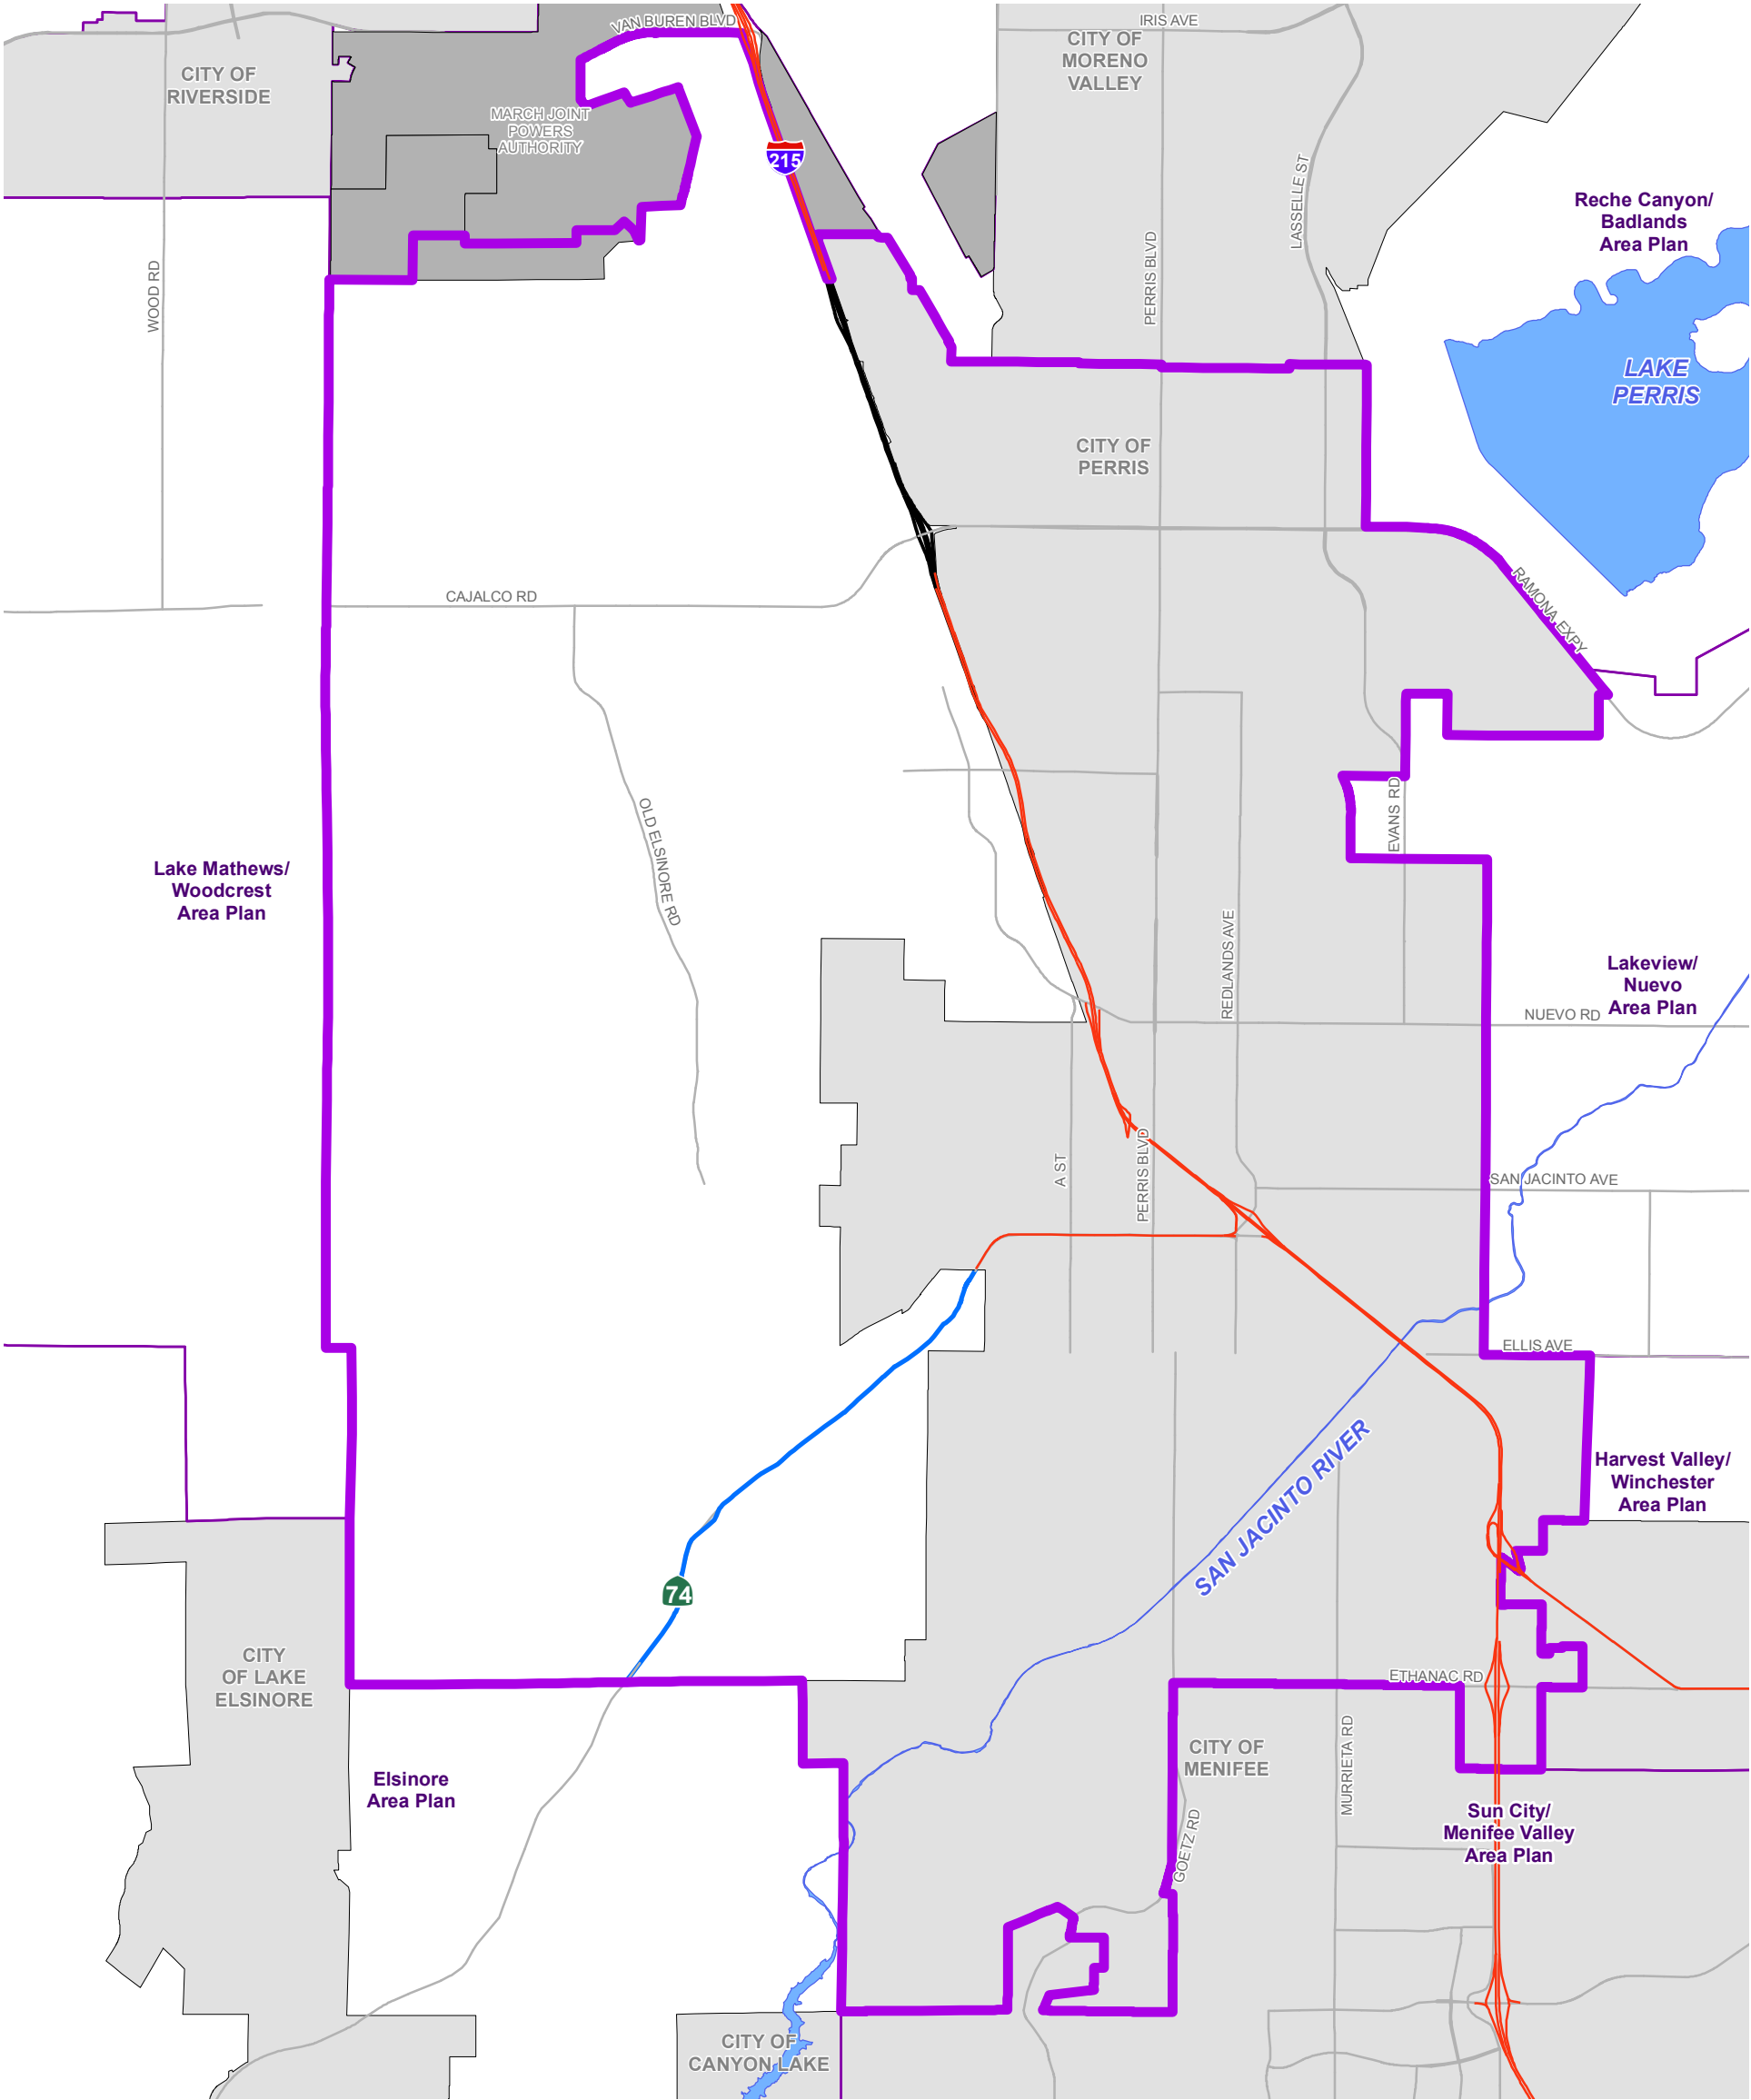 VAN BUREN BLVD
IRIS AVE
CITY OF
MORENO
VALLEY
CITY OF
RIVERSIDE
MARCH JOINT
POWERS
AUTHORITY
215
LASSELLE ST
Reche Canyon/
Badlands
Area Plan
WOOD RD
PERRIS BLVD
LAKE
PERRIS
CITY OF
PERRIS
CAJALCO RD
RAMONA EXPY
OLD ELSINORE RD
EVANS RD
Lake Mathews/
Woodcrest
Area Plan
REDLANDS AVE
Lakeview/
Nuevo
Area Plan
NUEVO RD
A ST
PERRIS BLVD
SAN JACINTO AVE
ELLIS AVE
SAN JACINTO RIVER
Harvest Valley/
Winchester
Area Plan
74
CITY
OF LAKE
ELSINORE
ETHANAC RD
MURRIETA RD
CITY OF
MENIFEE
Elsinore
Area Plan
GOETZ RD
Sun City/
Menifee Valley
Area Plan
CITY OF
CANYON LAKE